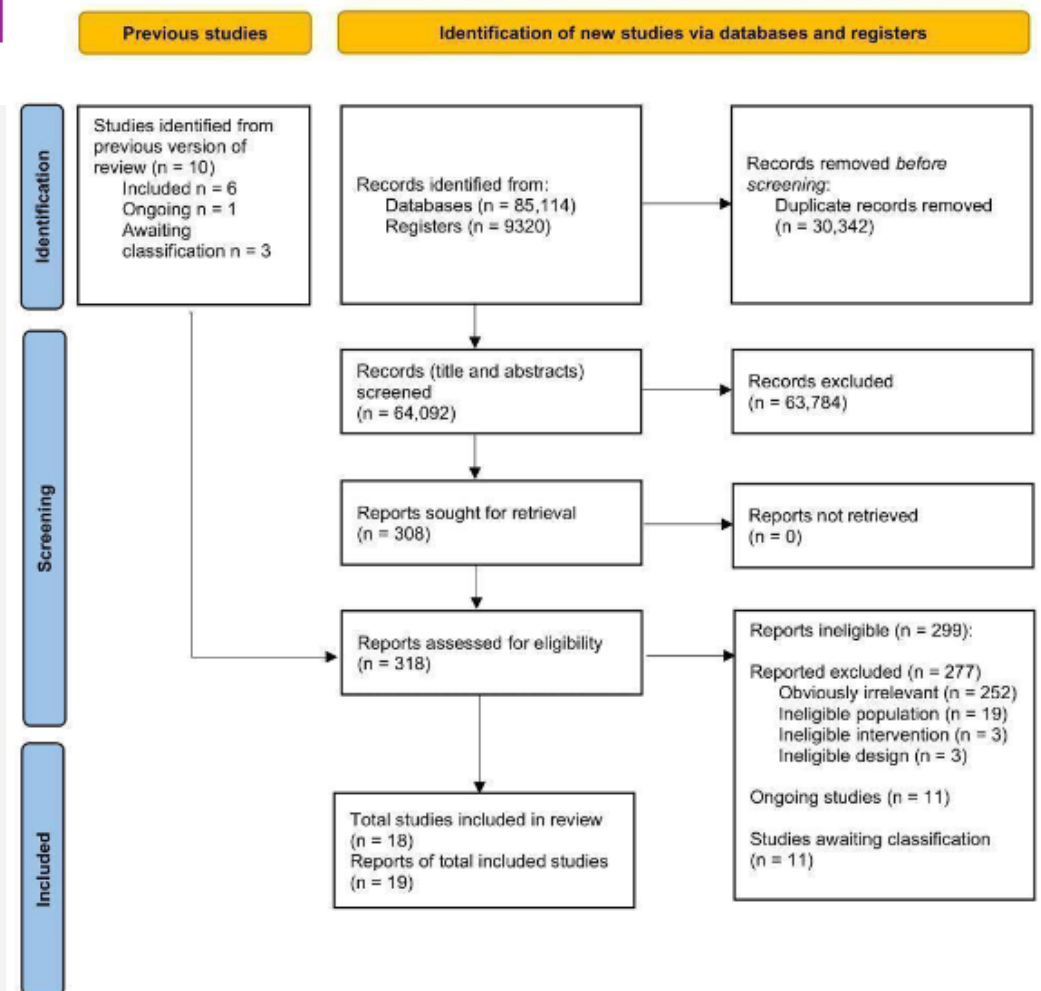 Previous studies
Identification of new studies via databases and registers
Identification
Studies identified from
previous version of
review (n = 10)
Included n = 6
Ongoing n = 1
Awaiting
classification n = 3
Records identified from:
Databases (n = 85,114)
Registers (n = 9320)
Records removed before
screening:
Duplicate records removed
(n = 30,342)
Screening
Records (title and abstracts)
screened
(n = 64,092)
Records excluded
(n = 63,784)
Reports sought for retrieval
(n = 308)
Reports not retrieved
(n = 0)
Reports assessed for eligibility
(n = 318)
Reports ineligible (n = 299):
Reported excluded (n = 277)
Obviously irrelevant (n = 252)
Ineligible population (n = 19)
Ineligible intervention (n = 3)
Ineligible design (n = 3)
Ongoing studies (n = 11)
Studies awaiting classification
(n = 11)
Included
Total studies included in review
(n = 18)
Reports of total included studies
(n = 19)